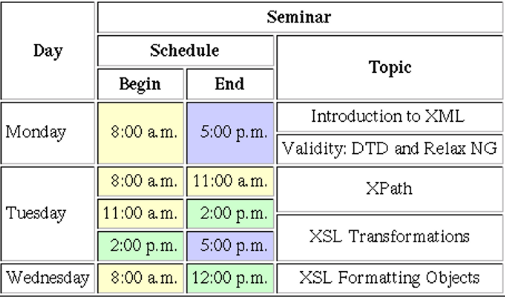 Seminar
Day
Schedule
Topic
Begin
End
Monday
8:00 a.m.
5:00 p.m.
Introduction to XML
Validity: DTD and Relax NG
Tuesday
8:00 a.m.
11:00 a.m.
XPath
11:00 a.m.
2:00 p.m.
XSL Transformations
2:00 p.m.
5:00 p.m.
Wednesday
8:00 a.m.
12:00 p.m.
XSL Formatting Objects